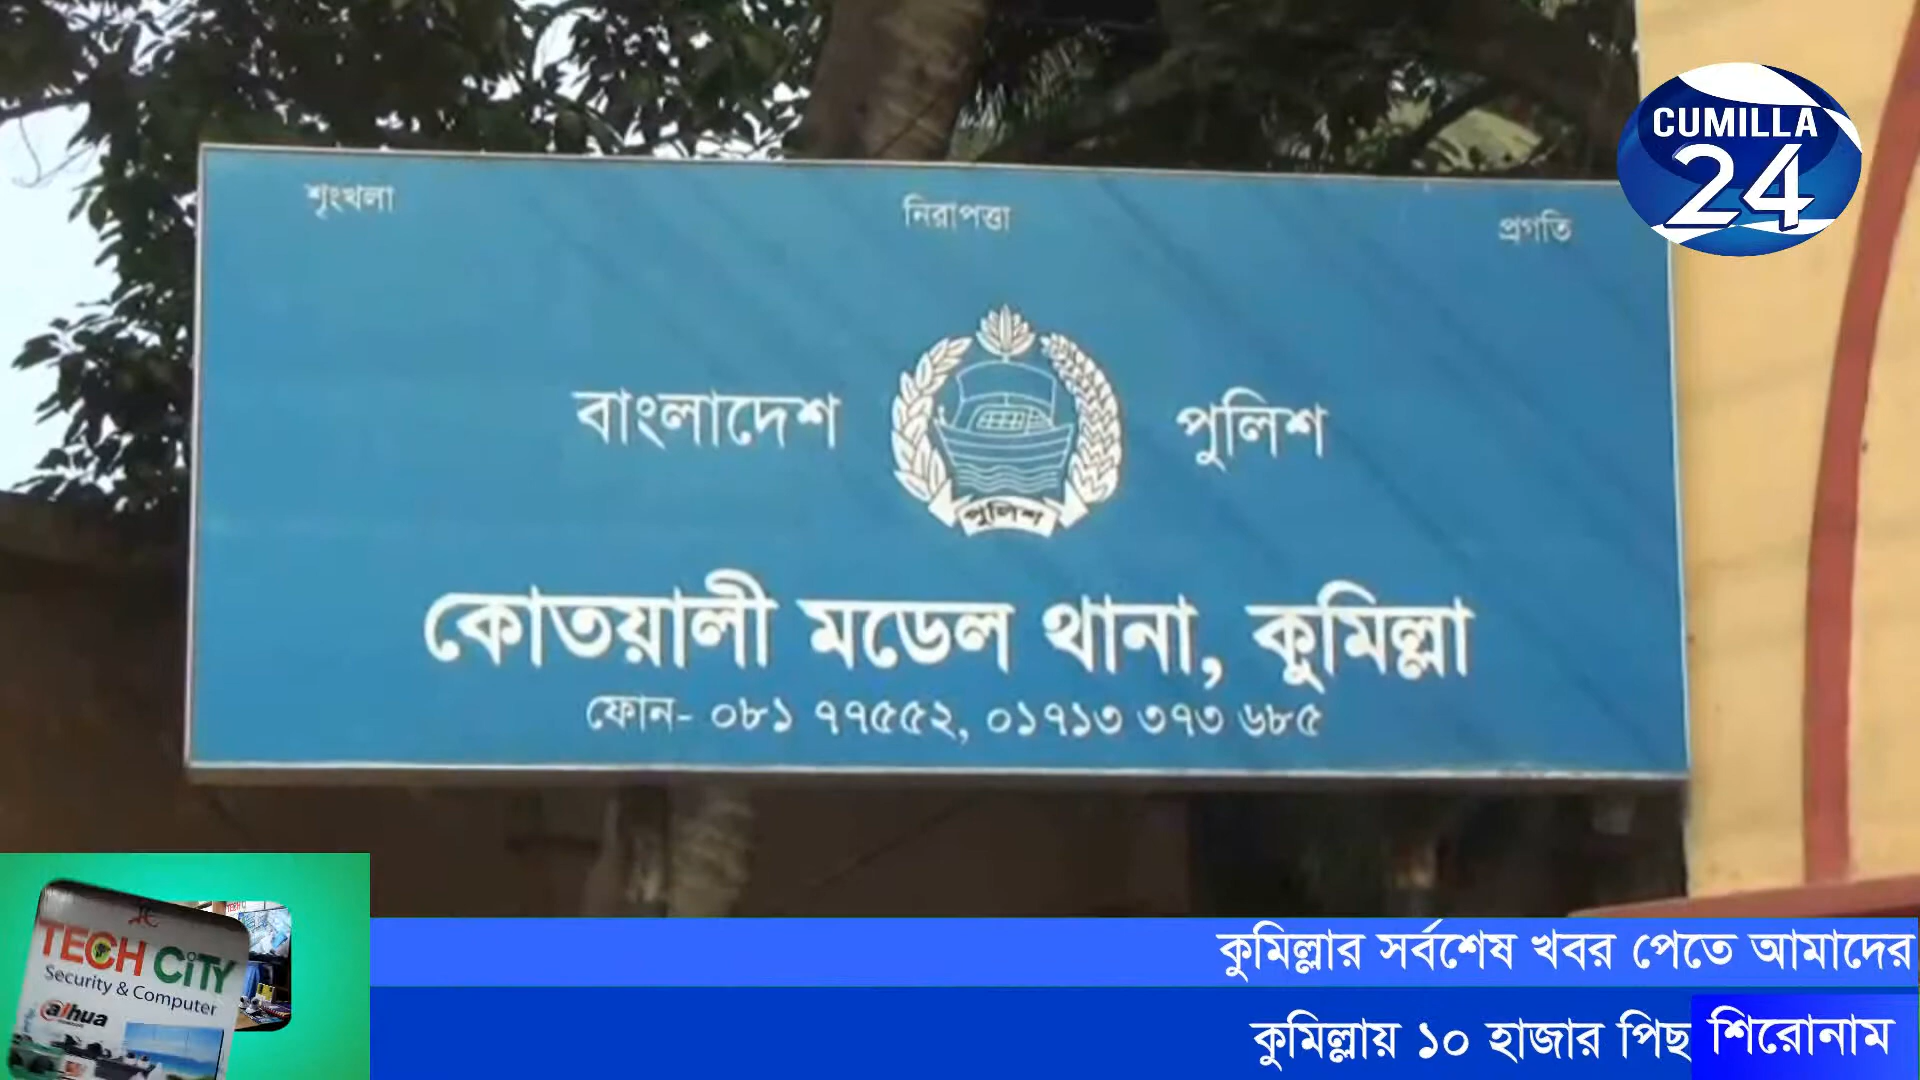 CUMILLA
24
শৃংখলা নিরাপত্তা প্রগতি
বাংলাদেশ পুলিশ
পুলিশ
কোতয়ালী মডেল থানা, কুমিল্লা
ফোন- ০৮১ ৭৭৫৫২, ০১৭১৩ ৩৭৩ ৬৮৫
TECH CITY
Security & Computer
alhua
কুমিল্লার সর্বশেষ খবর পেতে আমাদের
কুমিল্লায় ১০ হাজার পিছ শিরোনাম